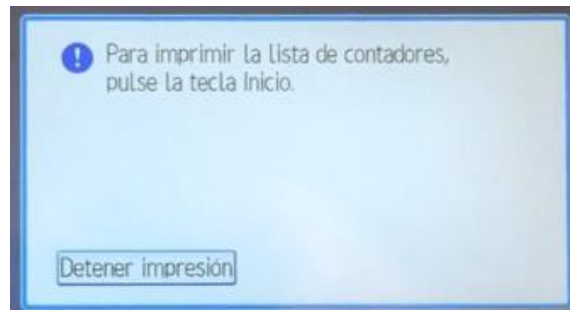 Para imprimir la lista de contadores,
pulse la tecla Inicio.
Detener impresión